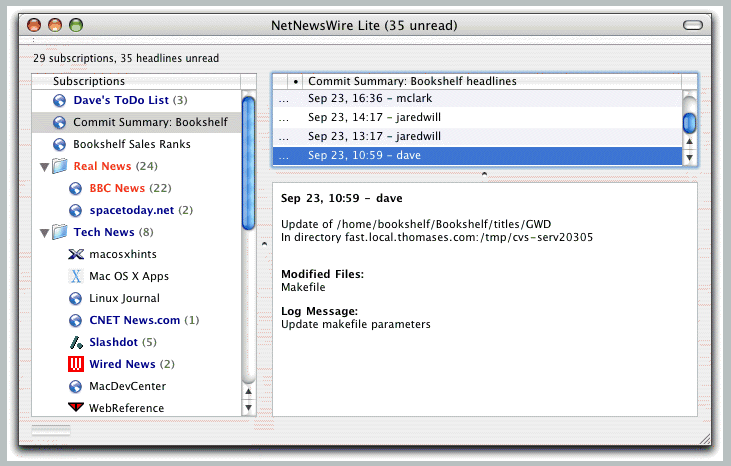 NetNewsWire Lite (35 unread)
29 subscriptions, 35 headlines unread
Subscriptions
Dave's ToDo List (3)
Commit Summary: Bookshelf
Bookshelf Sales Ranks
Real News (24)
BBC News (22)
spacetoday.net (2)
Tech News (8)
macosxhints
Mac OS X Apps
Linux Journal
CNET News.com (1)
Slashdot (5)
Wired News (2)
MacDevCenter
WebReference
• Commit Summary: Bookshelf headlines
... Sep 23, 16:36 – mclark
... Sep 23, 14:17 – jaredwill
... Sep 23, 13:17 – jaredwill
... Sep 23, 10:59 – dave
Sep 23, 10:59 – dave
Update of /home/bookshelf/Bookshelf/titles/GWD
In directory fast.local.thomases.com:/tmp/cvs-serv20305
Modified Files:
Makefile
Log Message:
Update makefile parameters